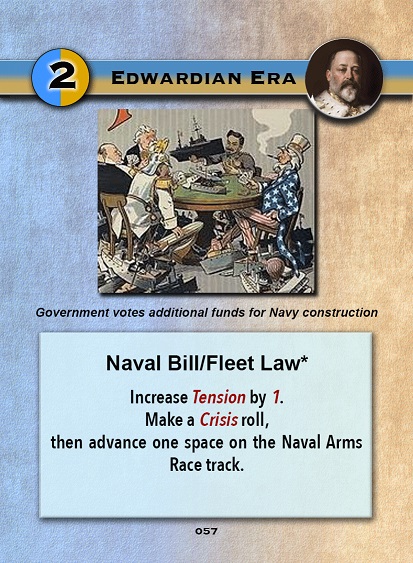 2
EDWARDIAN ERA
Government votes additional funds for Navy construction
Naval Bill/Fleet Law*
Increase Tension by 1.
Make a Crisis roll,
then advance one space on the Naval Arms
Race track.
057